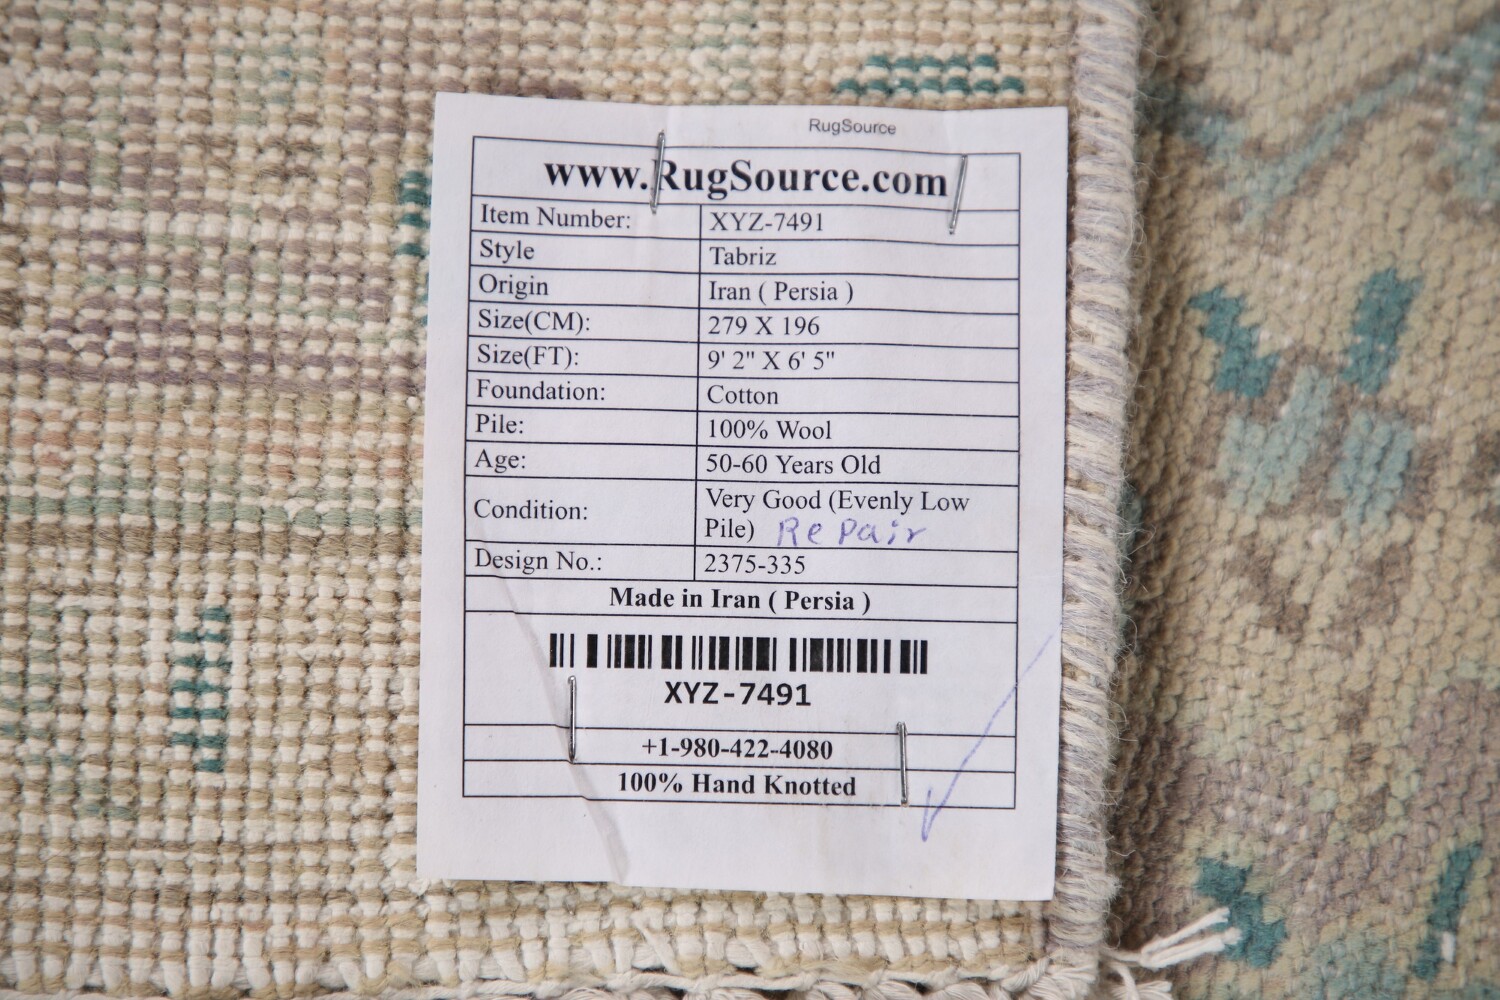 RugSource
www.RugSource.com
Item Number: XYZ-7491
Style Tabriz
Origin Iran ( Persia )
Size(CM): 279 X 196
Size(FT): 9' 2" X 6' 5"
Foundation: Cotton
Pile: 100% Wool
Age: 50-60 Years Old
Condition: Very Good (Evenly Low
Pile) Repair
Design No.: 2375-335
Made in Iran ( Persia )
XYZ-7491
+1-980-422-4080
100% Hand Knotted